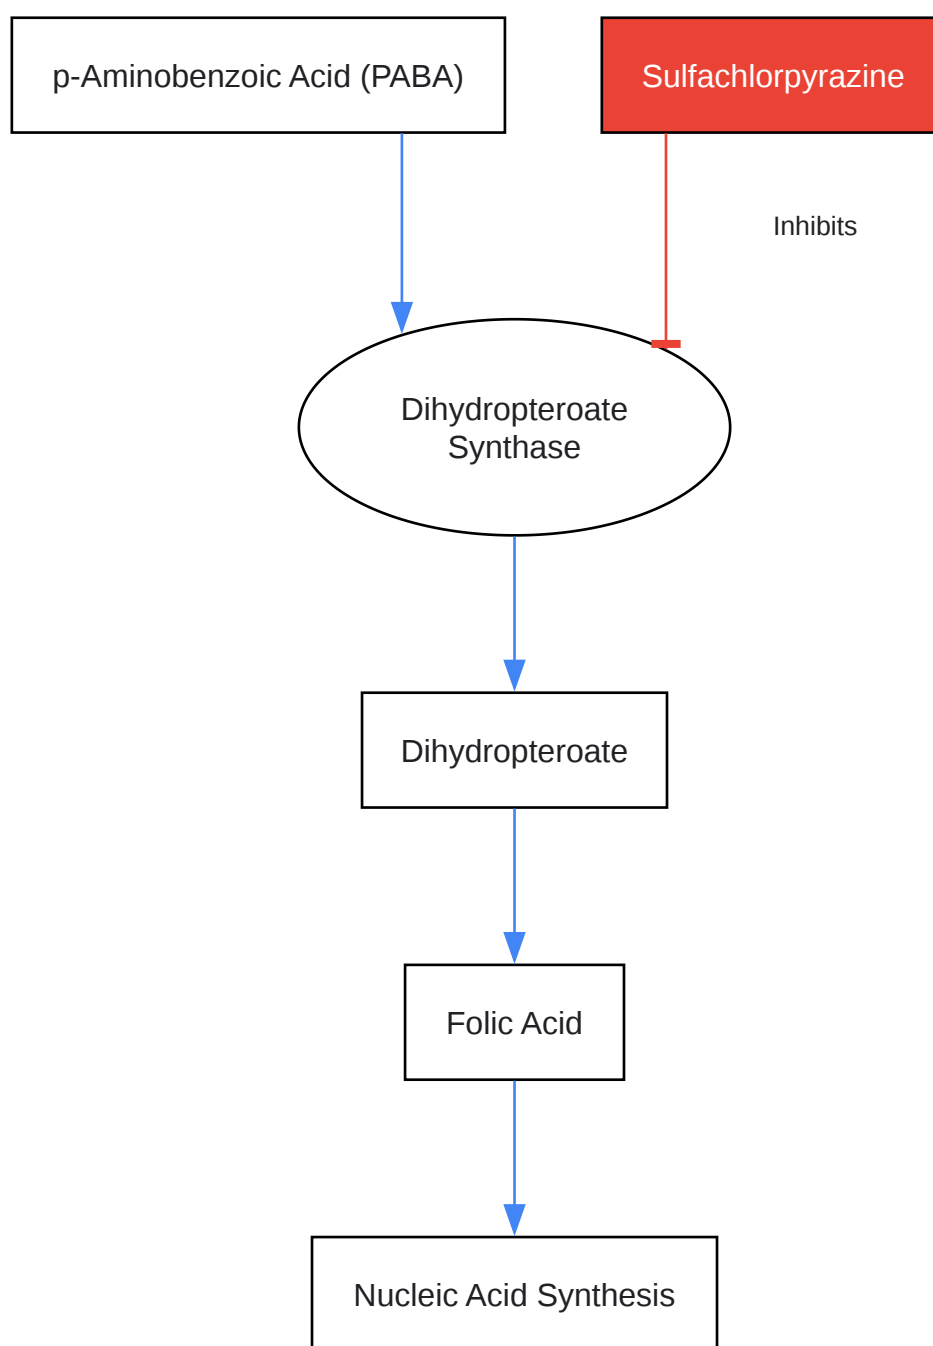 p-Aminobenzoic Acid (PABA)
Sulfachlorpyrazine
Inhibits
Dihydropteroate
Synthase
Dihydropteroate
Folic Acid
Nucleic Acid Synthesis